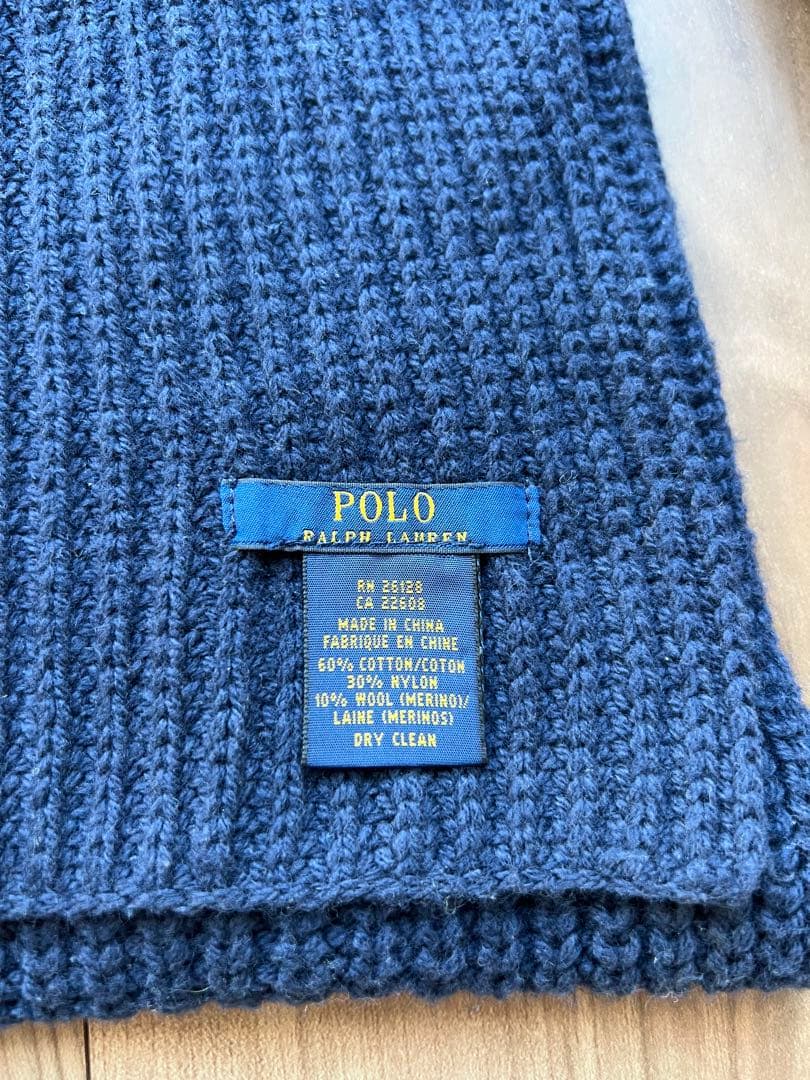 POLO
RALPH LAUREN
RN 26128
CA 22608
MADE IN CHINA
FABRIQUE EN CHINE
60% COTTON/COTON
30% NYLON
10% WOOL (MERINO)/
LAINE (MERINOS)
DRY CLEAN